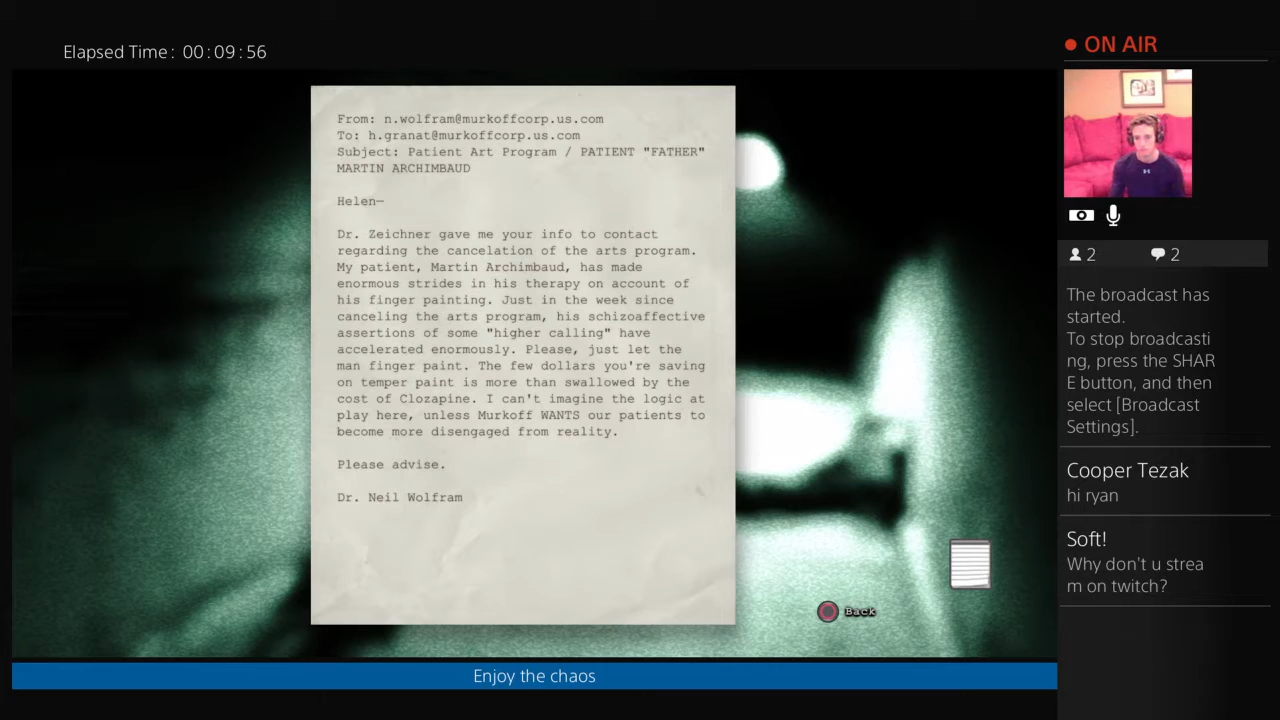 Elapsed Time: 00:09:56
ON AIR
From: n.wolfram@murkoffcorp.us.com
To: h.granat@murkoffcorp.us.com
Subject: Patient Art Program / PATIENT "FATHER"
MARTIN ARCHIMBAUD
Helen—
Dr. Zeichner gave me your info to contact
regarding the cancelation of the arts program.
My patient, Martin Archimbaud, has made
enormous strides in his therapy on account of
his finger painting. Just in the week since
canceling the arts program, his schizoaffective
assertions of some "higher calling" have
accelerated enormously. Please, just let the
man finger paint. The few dollars you're saving
on temper paint is more than swallowed by the
cost of Clozapine. I can't imagine the logic at
play here, unless Murkoff WANTS our patients to
become more disengaged from reality.
Please advise.
Dr. Neil Wolfram
Back
Enjoy the chaos
2
2
The broadcast has
started.
To stop broadcasti
ng, press the SHAR
E button, and then
select [Broadcast
Settings].
Cooper Tezak
hi ryan
Soft!
Why don't u strea
m on twitch?